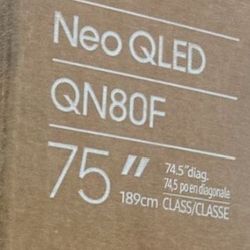 Neo QLED
QN80F
75"
74.5" diag.
74,5 po en diagonale
189cm CLASS/CLASSE